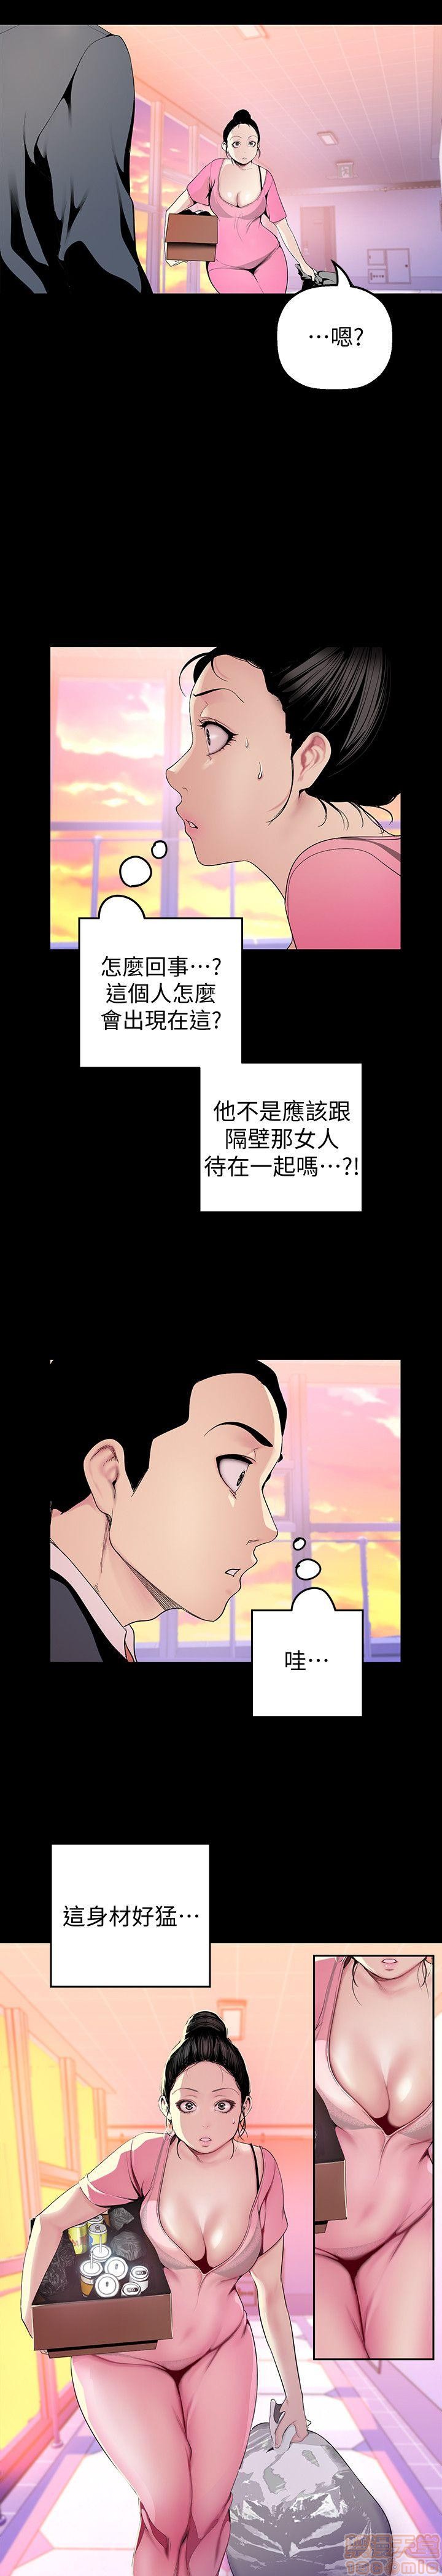 ⋯嗯?
怎麼回事⋯?
這個人怎麼
會出現在這?
他不是應該跟
隔壁那女人
待在一起嗎⋯?!
哇⋯
這身材好猛⋯